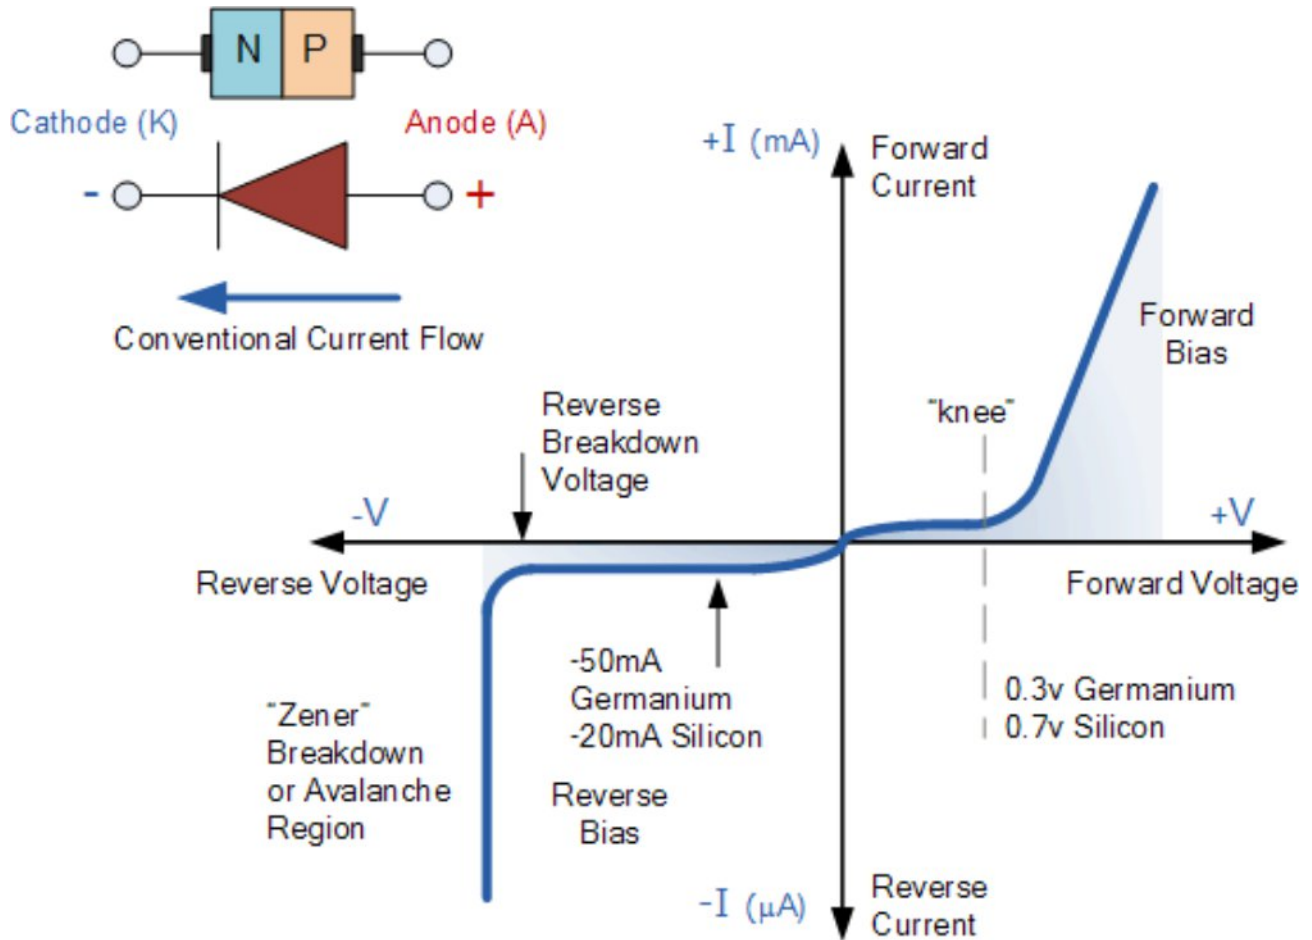 N P
Cathode (K)
Anode (A)
- +
Conventional Current Flow
+I (mA)
Forward
Current
Forward
Bias
"knee"
Reverse
Breakdown
Voltage
-V
+V
Reverse Voltage
Forward Voltage
-50mA
Germanium
-20mA Silicon
0.3v Germanium
0.7v Silicon
"Zener"
Breakdown
or Avalanche
Region
Reverse
Bias
-I (µA)
Reverse
Current